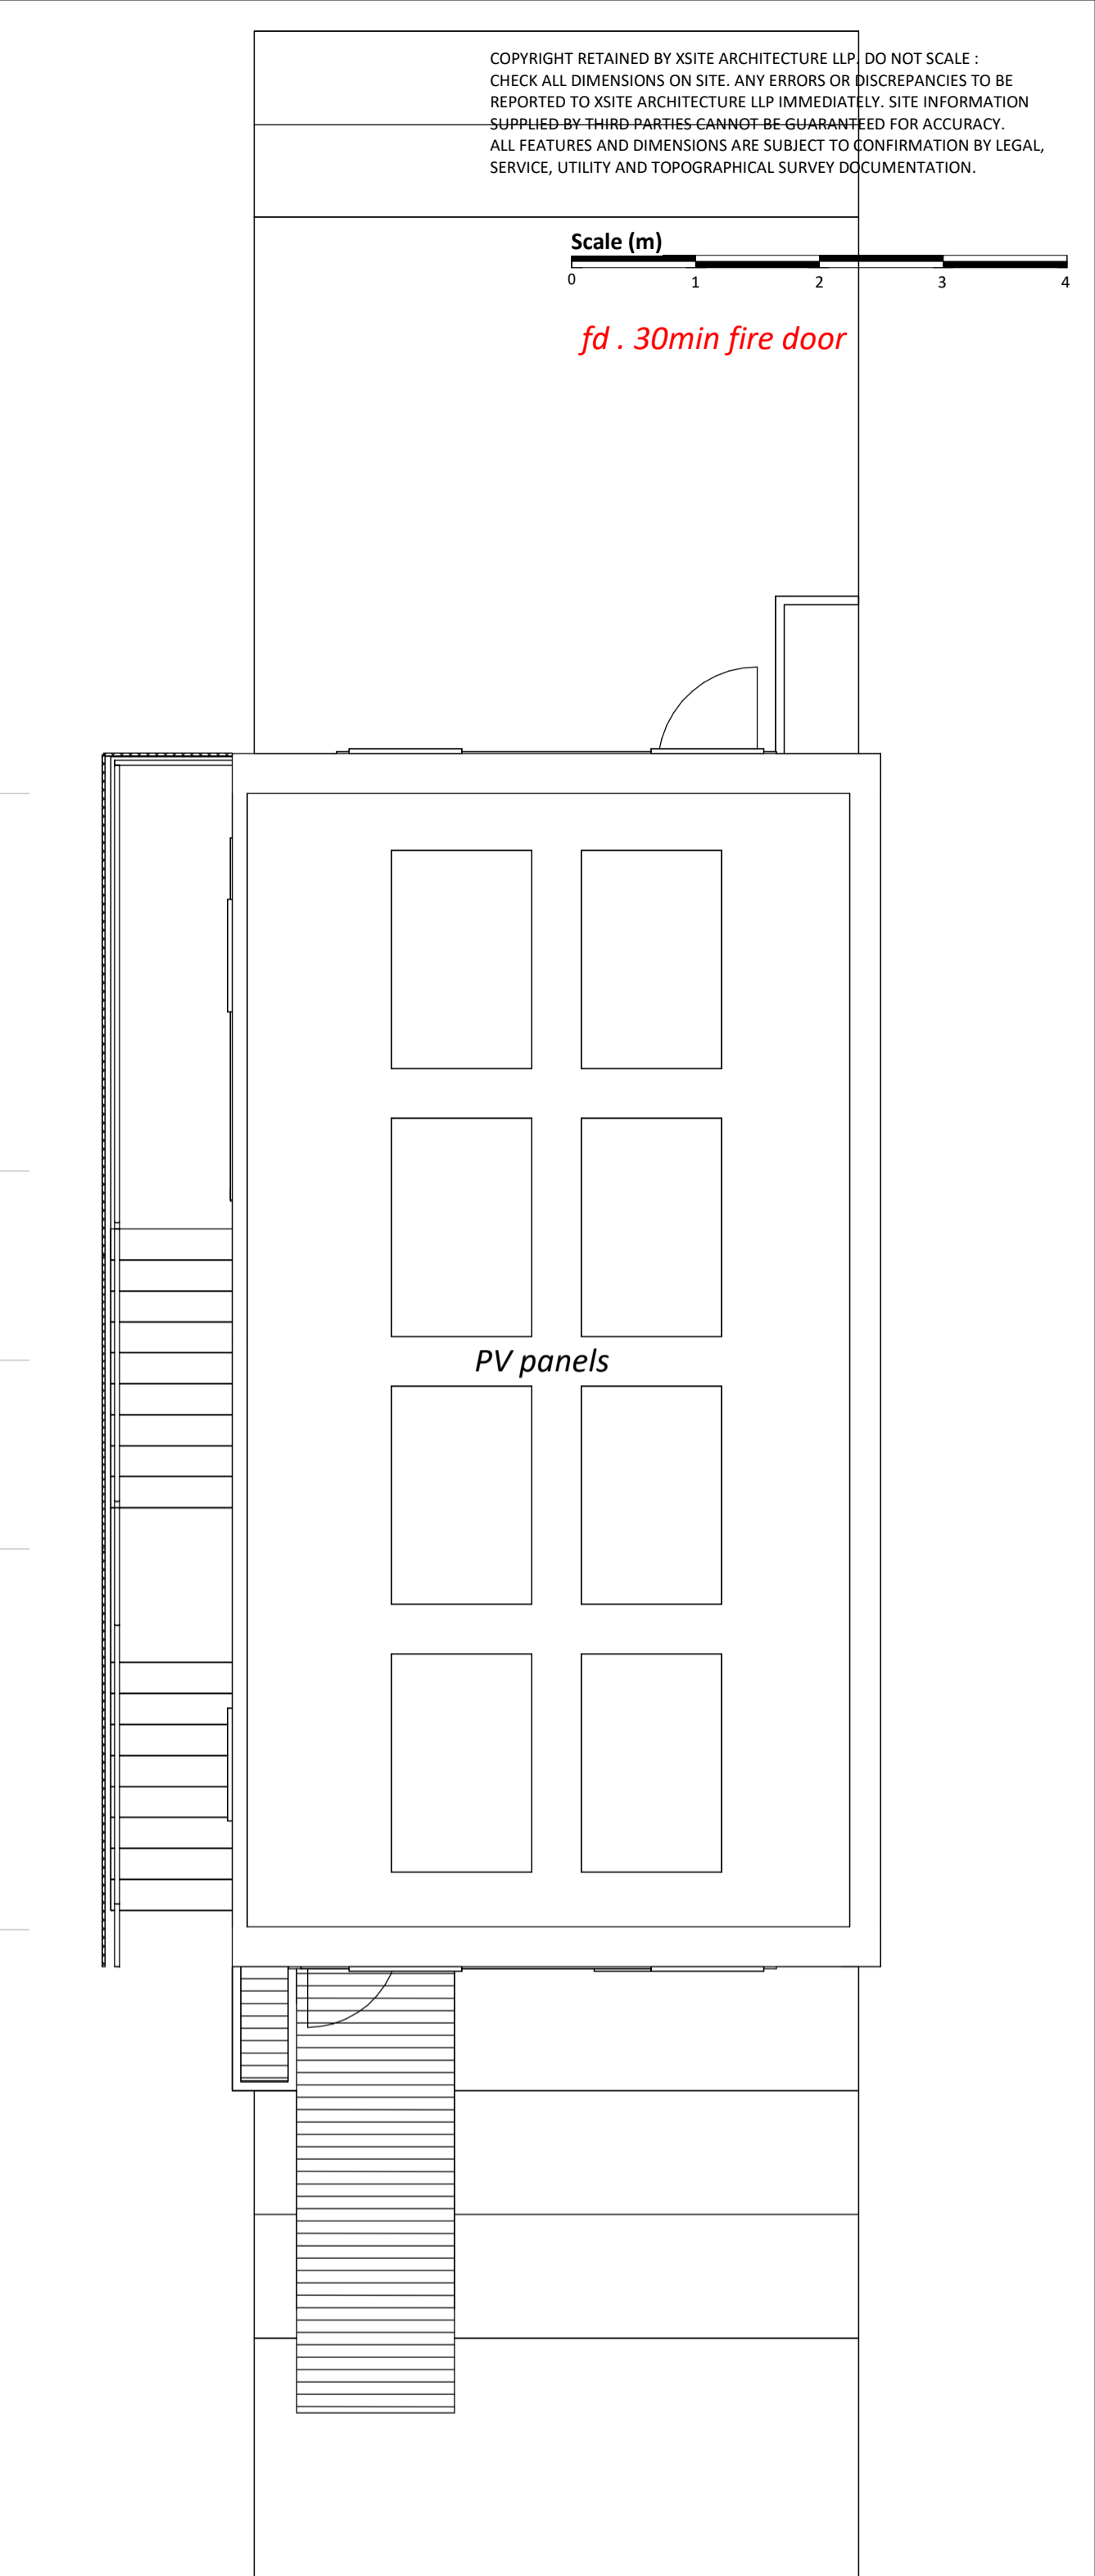 COPYRIGHT RETAINED BY XSITE ARCHITECTURE LLP. DO NOT SCALE :
CHECK ALL DIMENSIONS ON SITE. ANY ERRORS OR DISCREPANCIES TO BE
REPORTED TO XSITE ARCHITECTURE LLP IMMEDIATELY. SITE INFORMATION
SUPPLIED BY THIRD PARTIES CANNOT BE GUARANTEED FOR ACCURACY.
ALL FEATURES AND DIMENSIONS ARE SUBJECT TO CONFIRMATION BY LEGAL,
SERVICE, UTILITY AND TOPOGRAPHICAL SURVEY DOCUMENTATION.
Scale (m)
0 1 2 3 4
fd . 30min fire door
PV panels